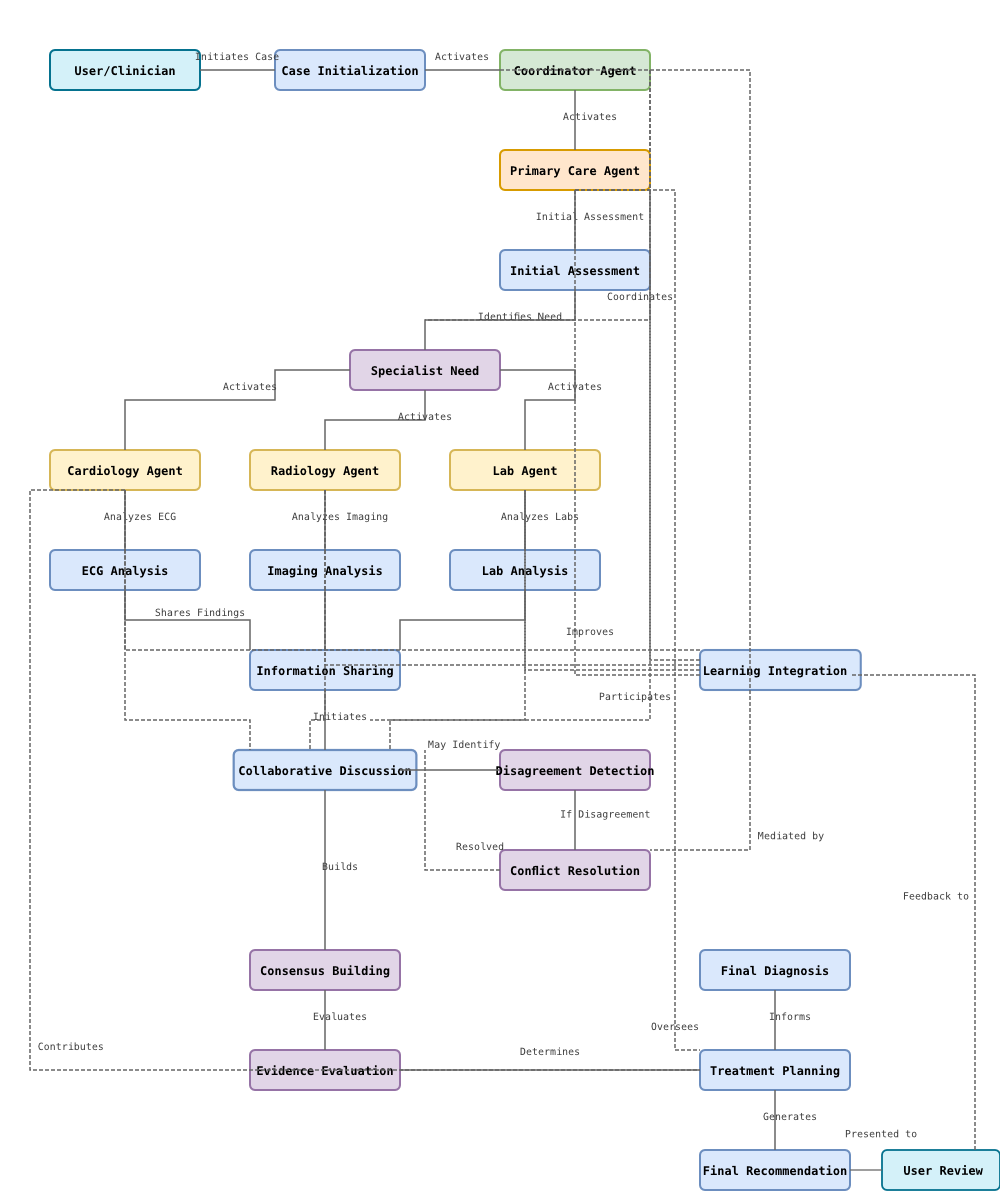 Initiates Case
Activates
User/Clinician
Case Initialization
Coordinator Agent
Activates
Primary Care Agent
Initial Assessment
Initial Assessment
Coordinates
Identifies Need
Specialist Need
Activates
Activates
Activates
Cardiology Agent
Radiology Agent
Lab Agent
Analyzes ECG
Analyzes Imaging
Analyzes Labs
ECG Analysis
Imaging Analysis
Lab Analysis
Shares Findings
Improves
Information Sharing
Learning Integration
Participates
Initiates
May Identify
Collaborative Discussion
Disagreement Detection
If Disagreement
Mediated by
Resolved
Builds
Conflict Resolution
Feedback to
Consensus Building
Final Diagnosis
Evaluates
Informs
Oversees
Contributes
Determines
Evidence Evaluation
Treatment Planning
Generates
Presented to
Final Recommendation
User Review